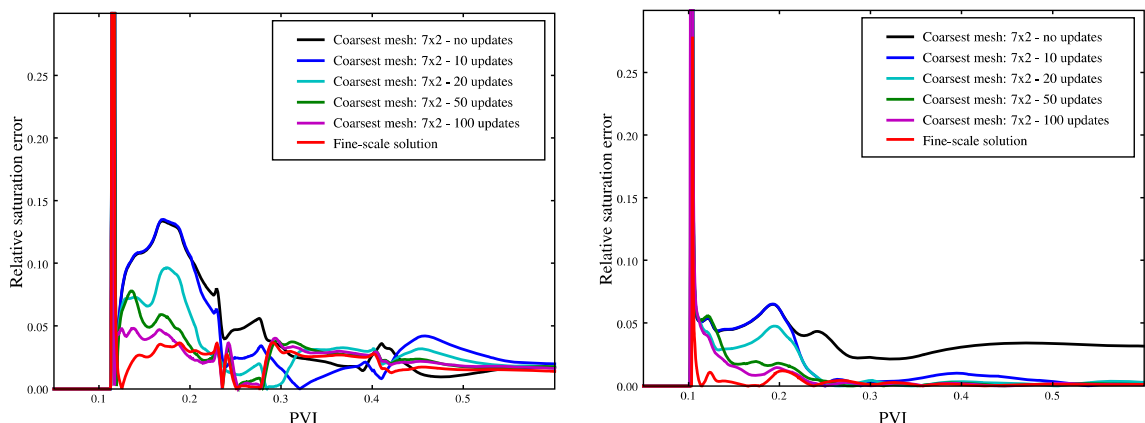 Relative saturation error
0.25
0.20
0.15
0.10
0.05
0.00
Coarsest mesh: 7x2 - no updates
Coarsest mesh: 7x2 - 10 updates
Coarsest mesh: 7x2 - 20 updates
Coarsest mesh: 7x2 - 50 updates
Coarsest mesh: 7x2 - 100 updates
Fine-scale solution
0.1 0.2 0.3 0.4 0.5
PVI
Relative saturation error
0.25
0.20
0.15
0.10
0.05
0.00
Coarsest mesh: 7x2 - no updates
Coarsest mesh: 7x2 - 10 updates
Coarsest mesh: 7x2 - 20 updates
Coarsest mesh: 7x2 - 50 updates
Coarsest mesh: 7x2 - 100 updates
Fine-scale solution
0.1 0.2 0.3 0.4 0.5
PVI